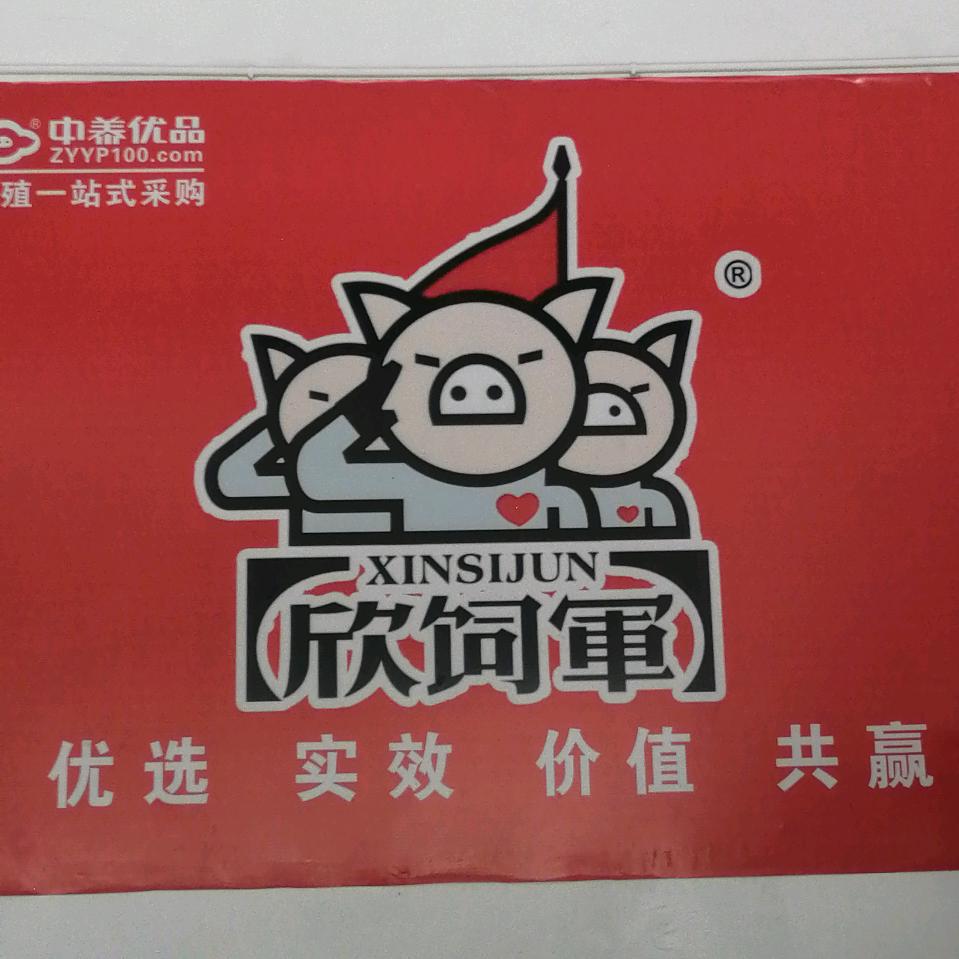 中养优品
ZYYP100.com
殖一站式采购
®
XINSIJUN
欣饲軍
优选 实效 价值 共赢